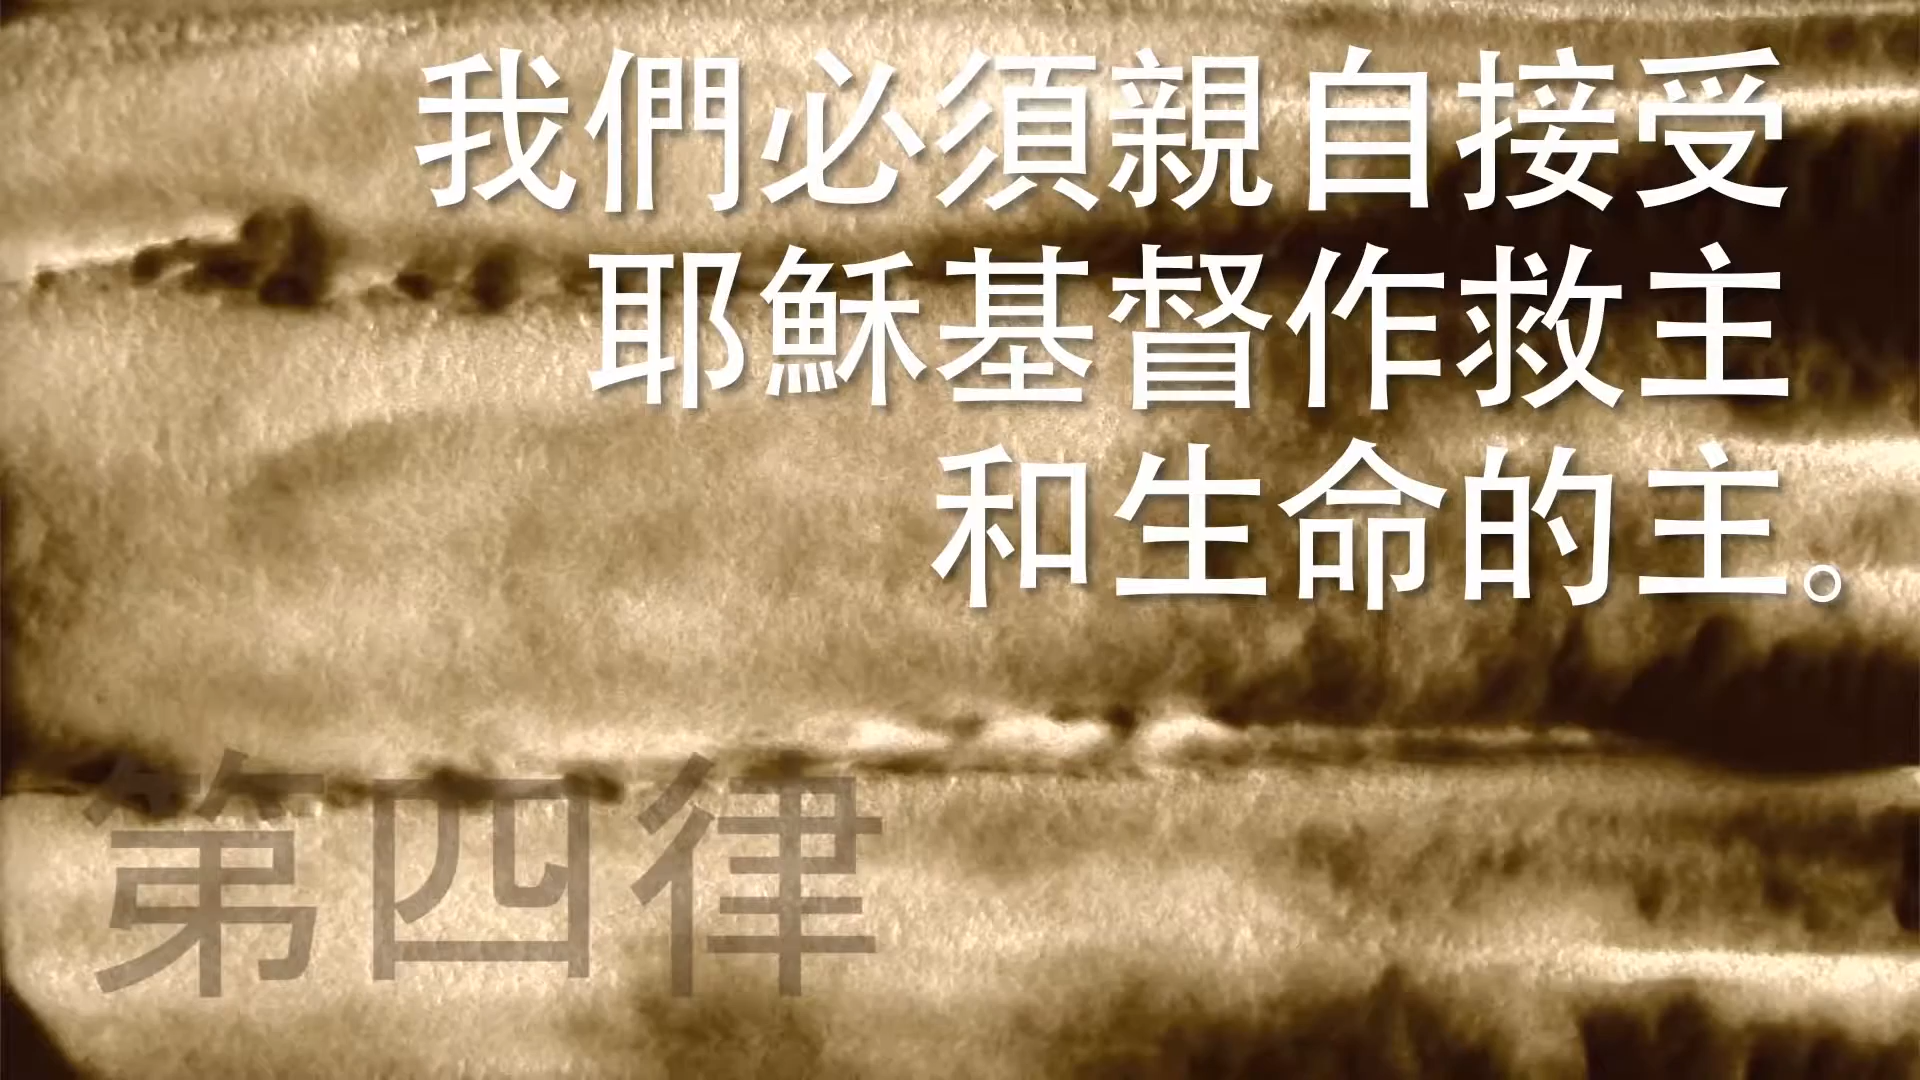 我們必須親自接受
耶穌基督作救主
和生命的主。
第四律